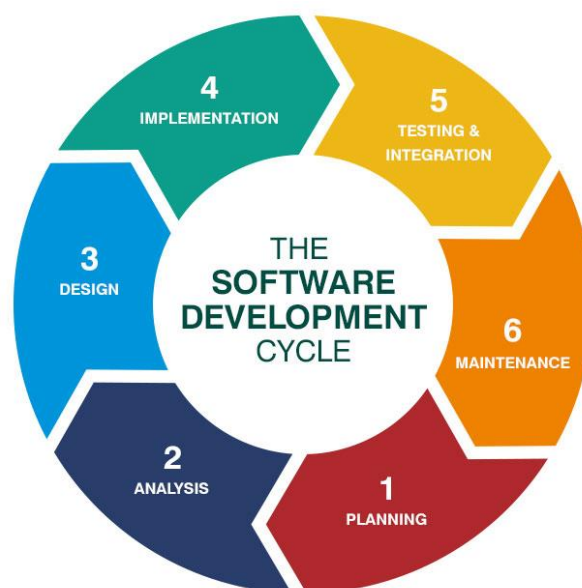 THE
SOFTWARE
DEVELOPMENT
CYCLE
1
PLANNING
2
ANALYSIS
3
DESIGN
4
IMPLEMENTATION
5
TESTING &
INTEGRATION
6
MAINTENANCE